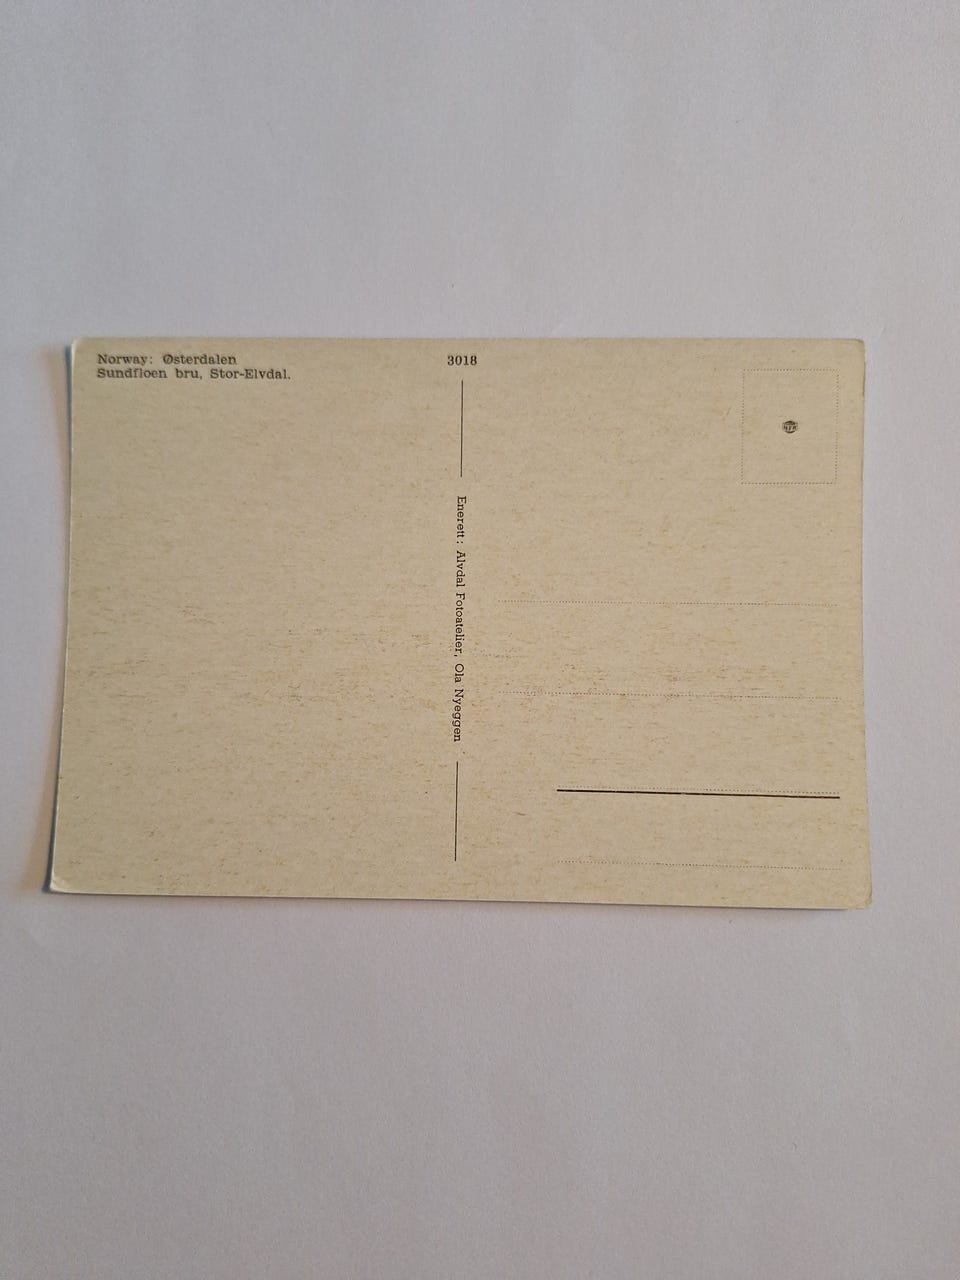 Norway: Østerdalen
Sundfloen bru, Stor-Elvdal.
3018
Enerett: Alvdal Fotoatelier, Ola Nyeggen